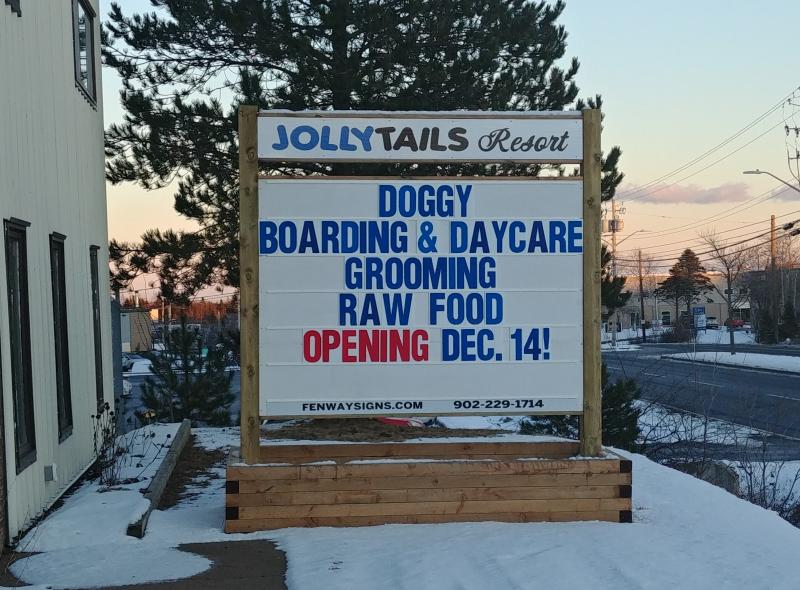 JOLLYTAILS Resort
DOGGY
BOARDING & DAYCARE
GROOMING
RAW FOOD
OPENING DEC. 14!
FENWAYSIGNS.COM 902-229-1714